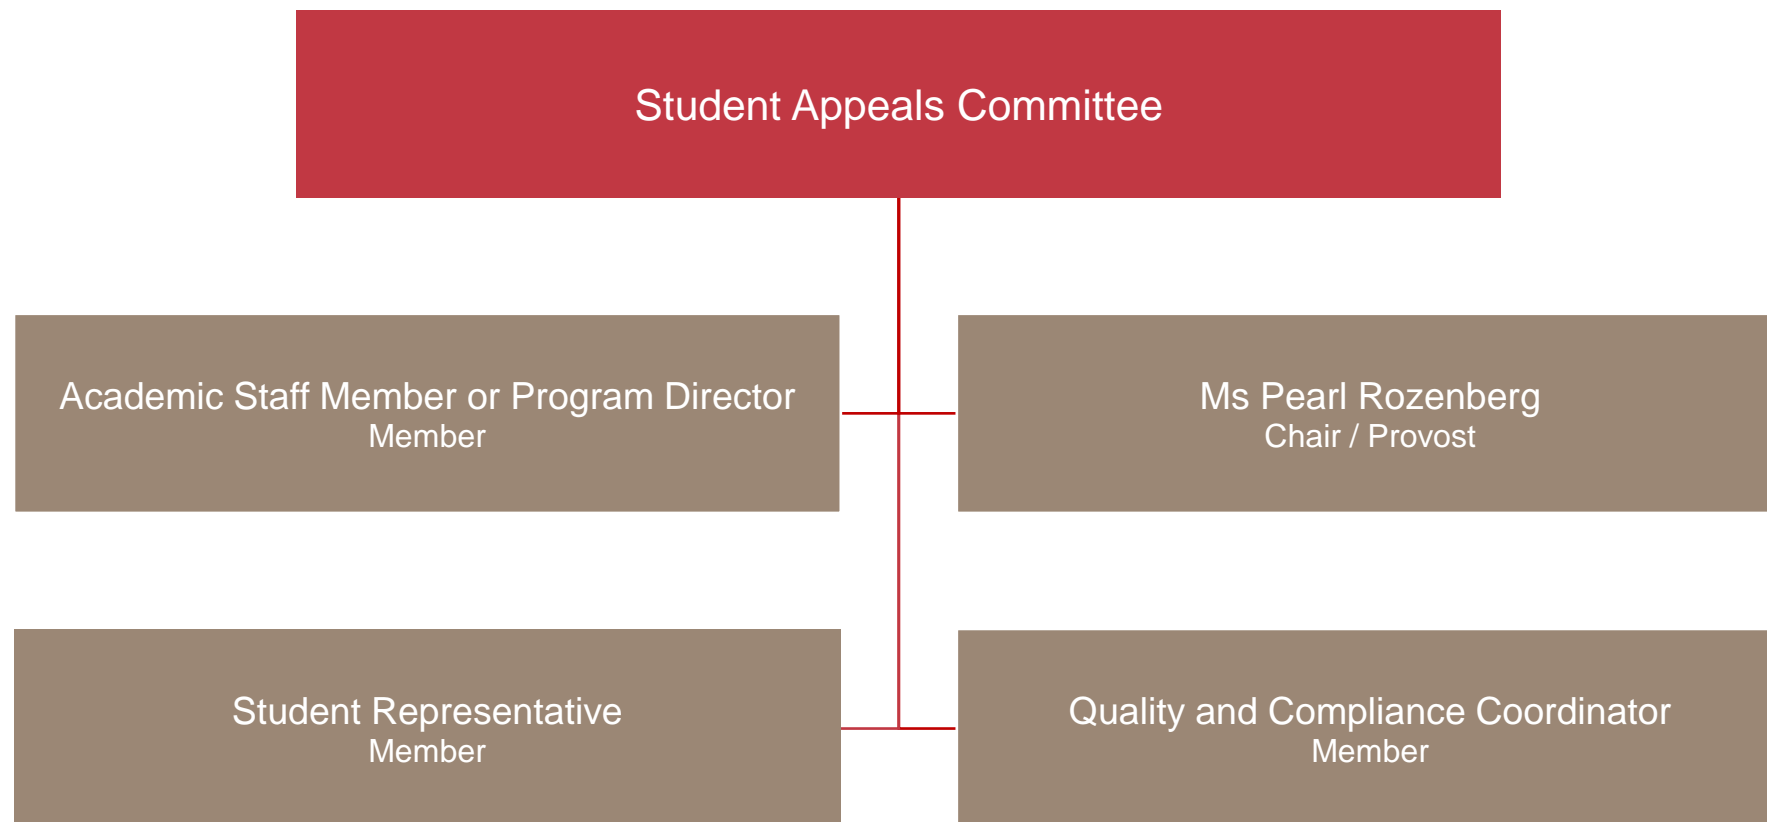 Student Appeals Committee
Academic Staff Member or Program Director
Member
Ms Pearl Rozenberg
Chair / Provost
Student Representative
Member
Quality and Compliance Coordinator
Member